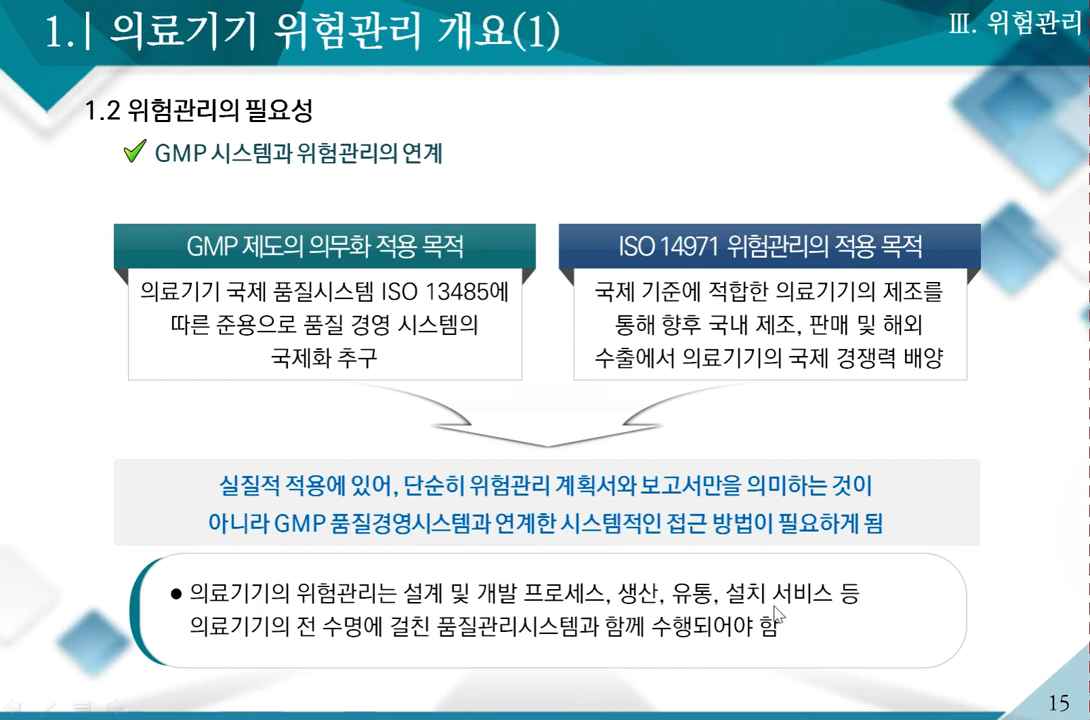 1.| 의료기기 위험관리 개요(1)
Ⅲ. 위험관리
1.2 위험관리의 필요성
GMP 시스템과 위험관리의 연계
GMP 제도의 의무화 적용 목적
의료기기 국제 품질시스템 ISO 13485에
따른 준용으로 품질 경영 시스템의
국제화 추구
ISO 14971 위험관리의 적용 목적
국제 기준에 적합한 의료기기의 제조를
통해 향후 국내 제조, 판매 및 해외
수출에서 의료기기의 국제 경쟁력 배양
실질적 적용에 있어, 단순히 위험관리 계획서와 보고서만을 의미하는 것이
아니라 GMP 품질경영시스템과 연계한 시스템적인 접근 방법이 필요하게 됨
● 의료기기의 위험관리는 설계 및 개발 프로세스, 생산, 유통, 설치 서비스 등
의료기기의 전 수명에 걸친 품질관리시스템과 함께 수행되어야 함
15